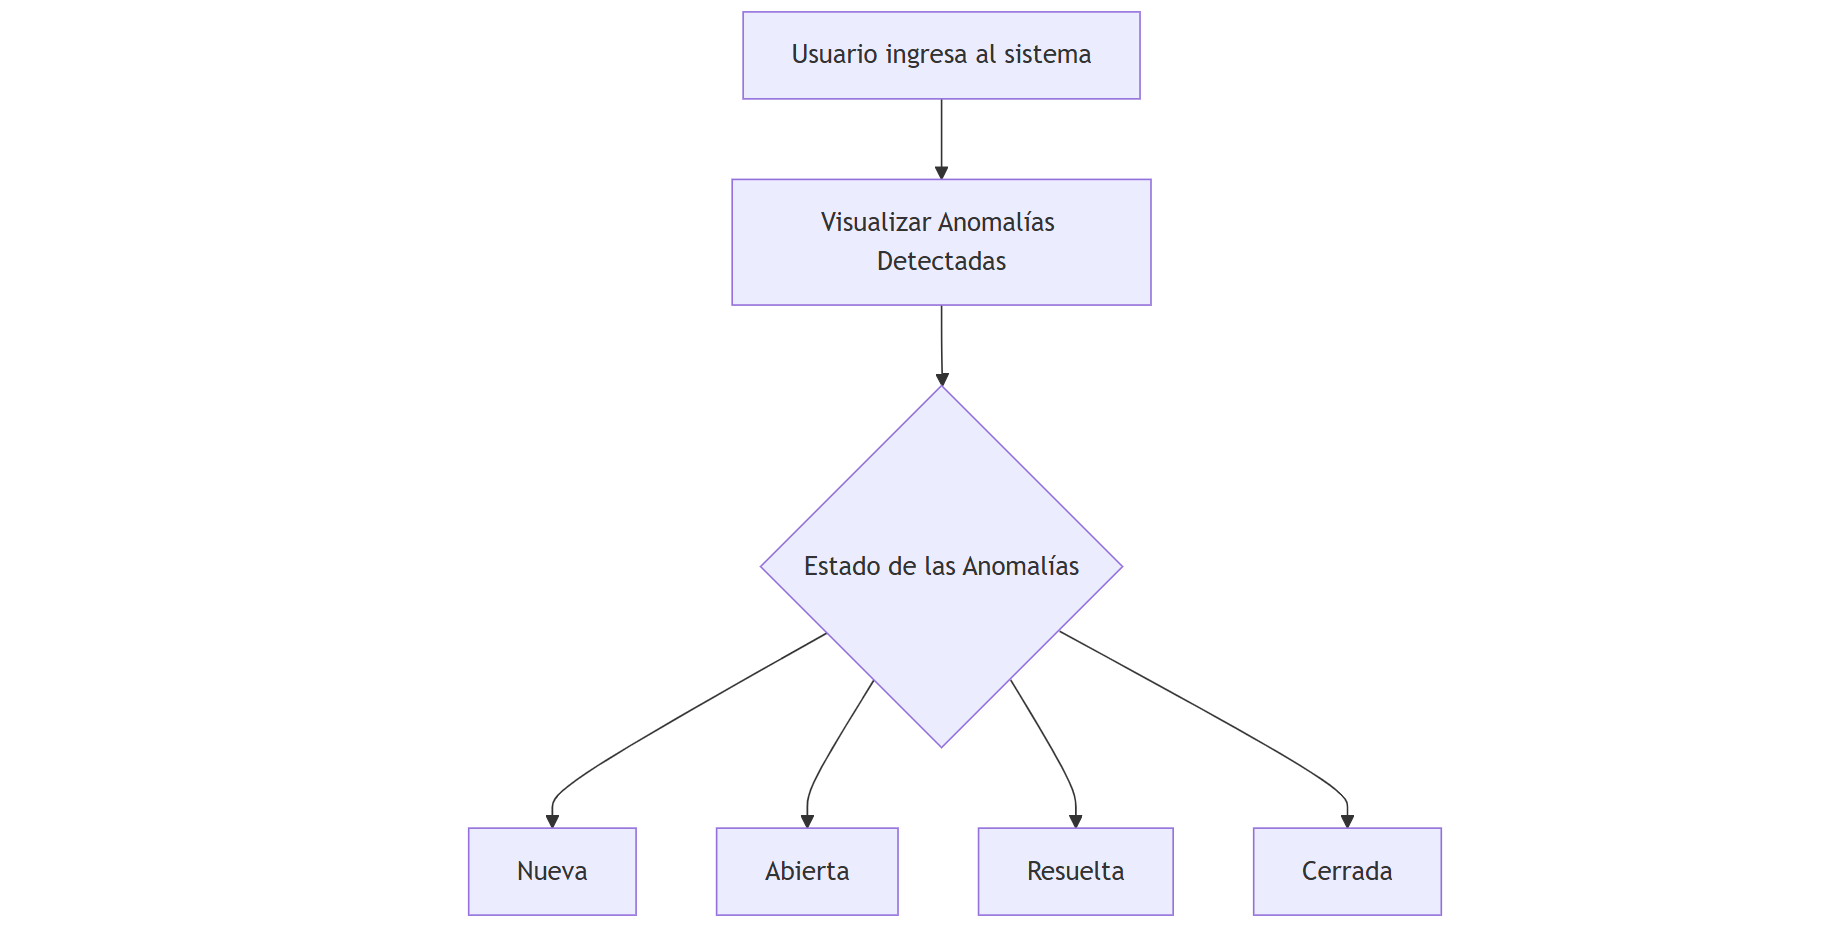 Usuario ingresa al sistema
Visualizar Anomalías
Detectadas
Estado de las Anomalías
Nueva
Abierta
Resuelta
Cerrada